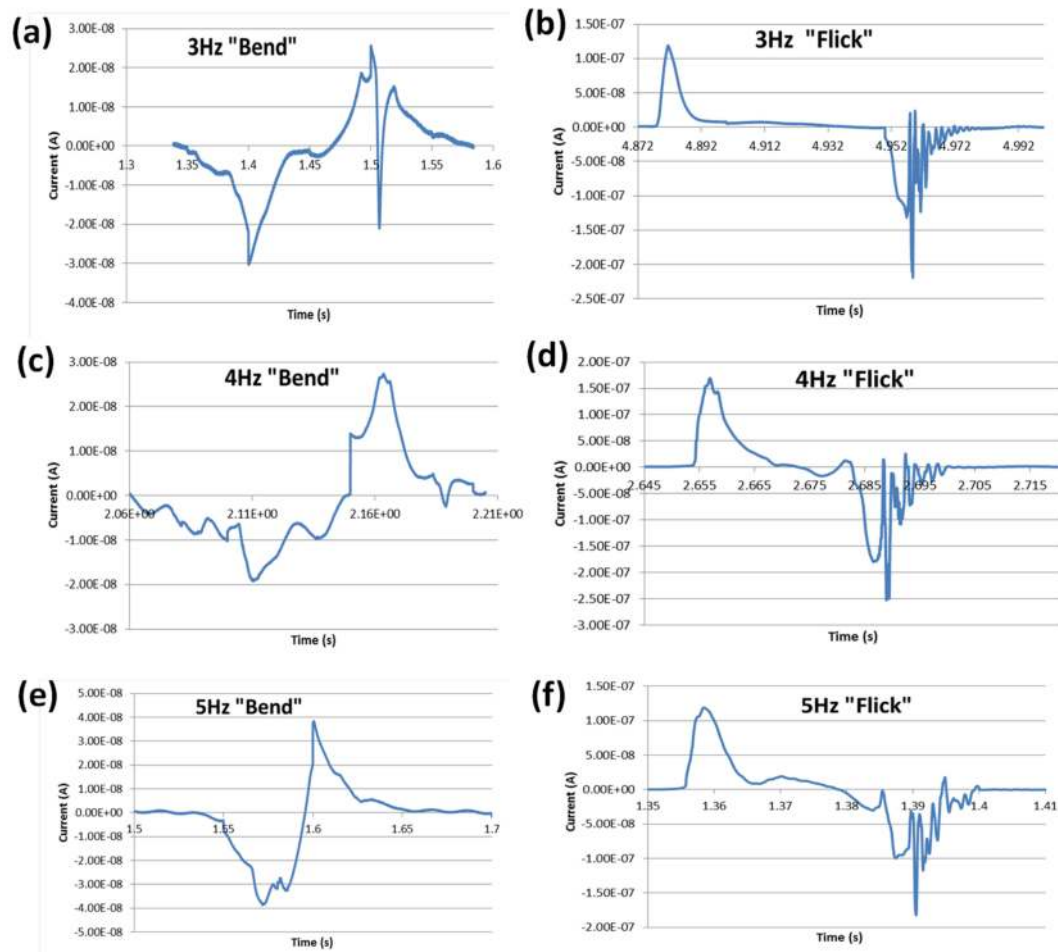 (a)
3Hz "Bend"
3.00E-08
2.00E-08
1.00E-08
0.00E+00
-1.00E-08
-2.00E-08
-3.00E-08
-4.00E-08
1.3 1.35 1.4 1.45 1.5 1.55 1.6
Current (A)
Time (s)
(b)
3Hz "Flick"
1.50E-07
1.00E-07
5.00E-08
0.00E+00
-5.00E-08
-1.00E-07
-1.50E-07
-2.00E-07
-2.50E-07
4.872 4.892 4.912 4.932 4.952 4.972 4.992
Current (A)
Time (s)
(c)
4Hz "Bend"
3.00E-08
2.00E-08
1.00E-08
0.00E+00
-1.00E-08
-2.00E-08
-3.00E-08
2.06E+00 2.11E+00 2.16E+00 2.21E+00
Current (A)
Time (s)
(d)
4Hz "Flick"
2.00E-07
1.50E-07
1.00E-07
5.00E-08
0.00E+00
-5.00E-08
-1.00E-07
-1.50E-07
-2.00E-07
-2.50E-07
-3.00E-07
2.645 2.655 2.665 2.675 2.685 2.695 2.705 2.715
Current (A)
Time (s)
(e)
5Hz "Bend"
5.00E-08
4.00E-08
3.00E-08
2.00E-08
1.00E-08
0.00E+00
-1.00E-08
-2.00E-08
-3.00E-08
-4.00E-08
-5.00E-08
1.5 1.55 1.6 1.65 1.7
Current (A)
Time (s)
(f)
5Hz "Flick"
1.50E-07
1.00E-07
5.00E-08
0.00E+00
-5.00E-08
-1.00E-07
-1.50E-07
-2.00E-07
1.35 1.36 1.37 1.38 1.39 1.4 1.41
Current (A)
Time (s)